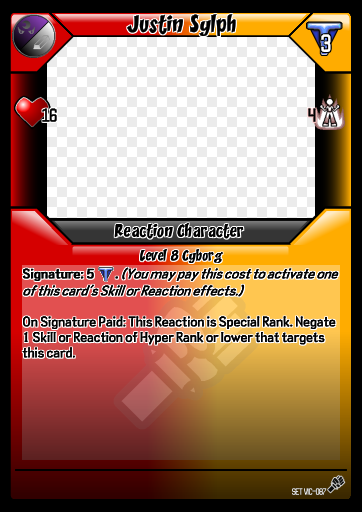 Justin Sylph
3
16
4
Reaction Character
Level 8 Cyborg
Signature: 5 . (You may pay this cost to activate one
of this card's Skill or Reaction effects.)
On Signature Paid: This Reaction is Special Rank. Negate
1 Skill or Reaction of Hyper Rank or lower that targets
this card.
SET VIC-087